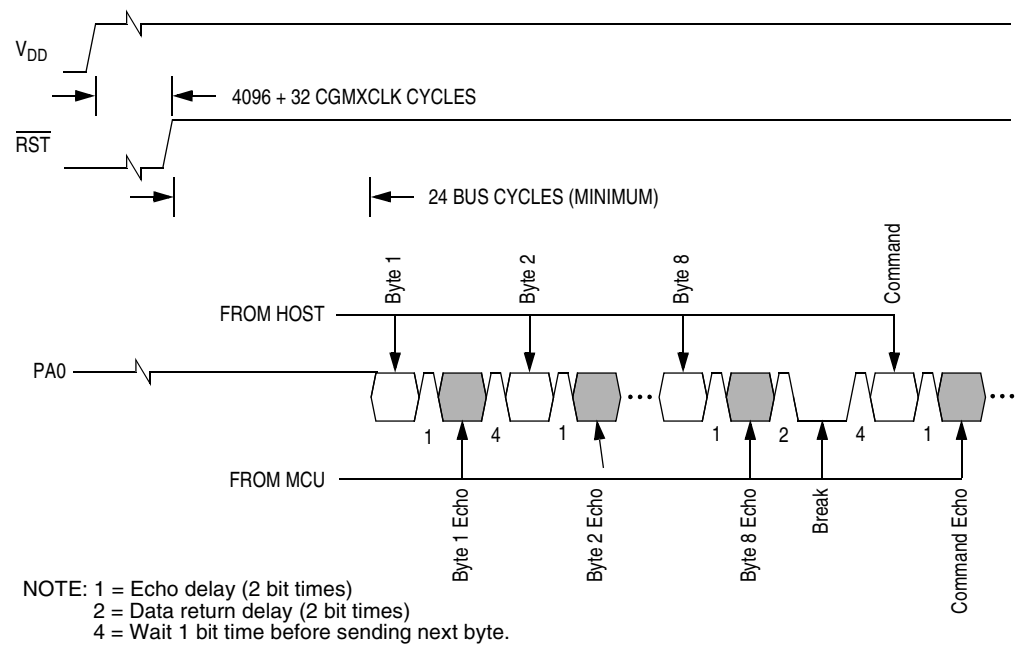 VDD
4096 + 32 CGMXCLK CYCLES
RST
24 BUS CYCLES (MINIMUM)
Byte 1
Byte 2
Byte 8
Command
FROM HOST
PA0
1
4
1
1
2
4
1
FROM MCU
Byte 1 Echo
Byte 2 Echo
Byte 8 Echo
Break
Command Echo
NOTE: 1 = Echo delay (2 bit times)
2 = Data return delay (2 bit times)
4 = Wait 1 bit time before sending next byte.